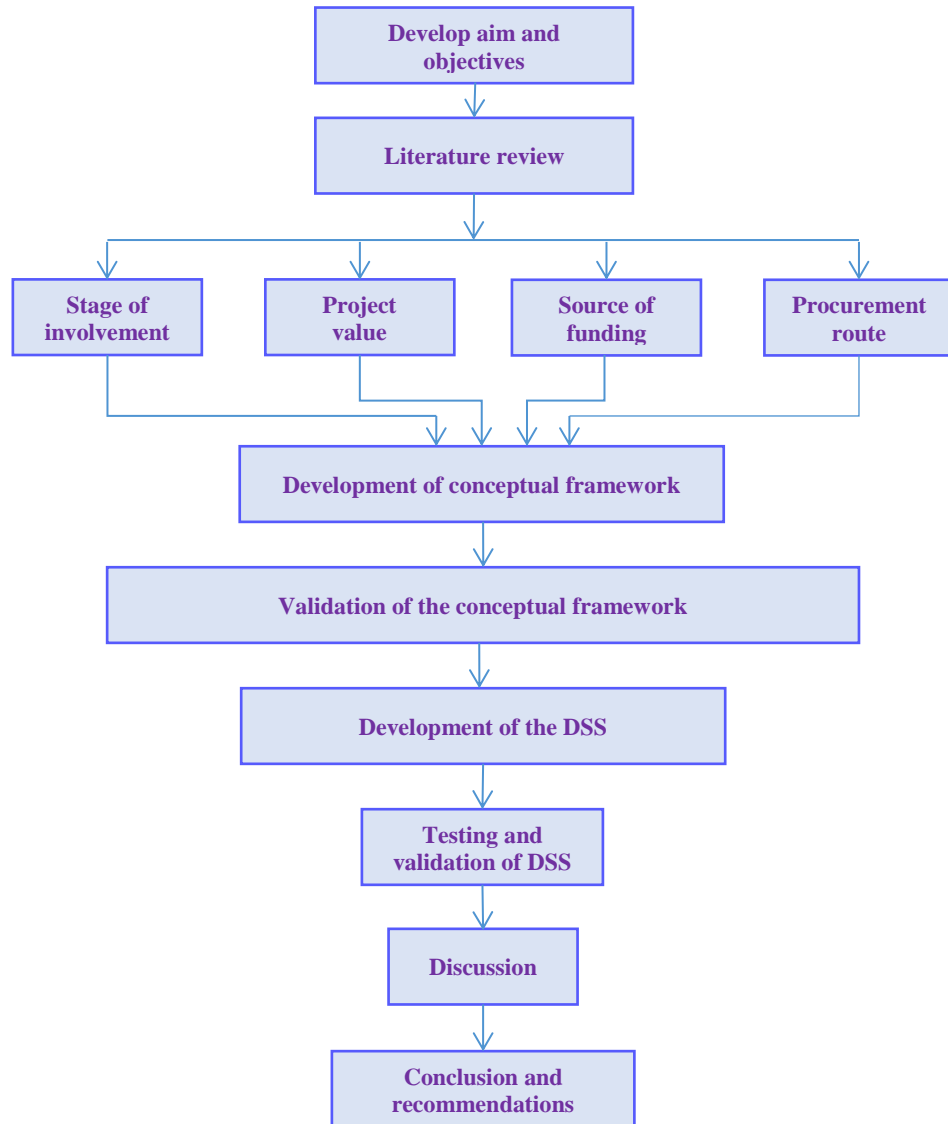 Develop aim and
objectives
Literature review
Stage of
involvement
Project
value
Source of
funding
Procurement
route
Development of conceptual framework
Validation of the conceptual framework
Development of the DSS
Testing and
validation of DSS
Discussion
Conclusion and
recommendations